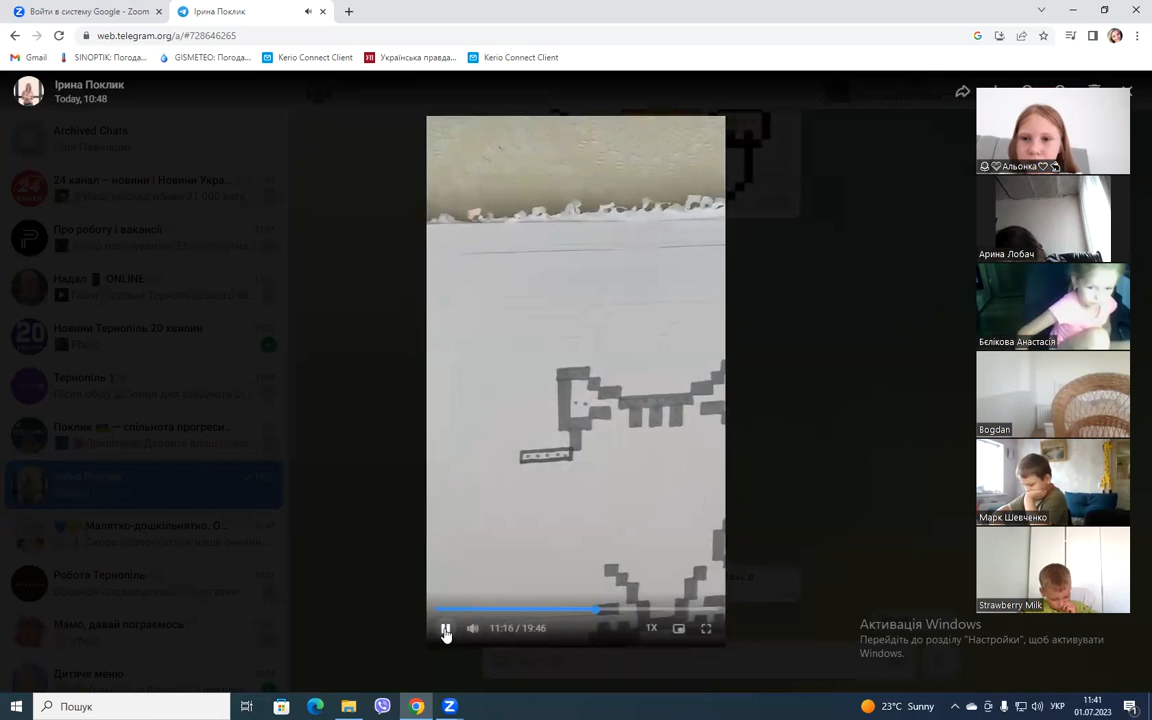 Войти в систему Google - Zoom
Ірина Поклик
web.telegram.org/a/#728646265
Gmail
SINOPTIK: Погода...
GISMETEO: Погода...
Kerio Connect Client
Українська правда...
Kerio Connect Client
Ірина Поклик
Today, 10:48
Archived Chats
24 канал – новини | Новини Укра...
Про роботу і вакансії
Надал ONLINE
Новини Тернопіль 20 хвилин
Тернопіль
Поклик – спільнота прогреси...
Малятко-дошкільнятко. О...
Робота Тернопіль
Мамо, давай пограємось
Дитяче меню
Альонка
Арина Лобач
Бєлікова Анастасія
Bogdan
Марк Шевченко
Strawberry Milk
11:16 / 19:46
1X
Активація Windows
Перейдіть до розділу "Настройки", щоб активувати
Windows.
Пошук
23°C Sunny
УКР
11:41
01.07.2023